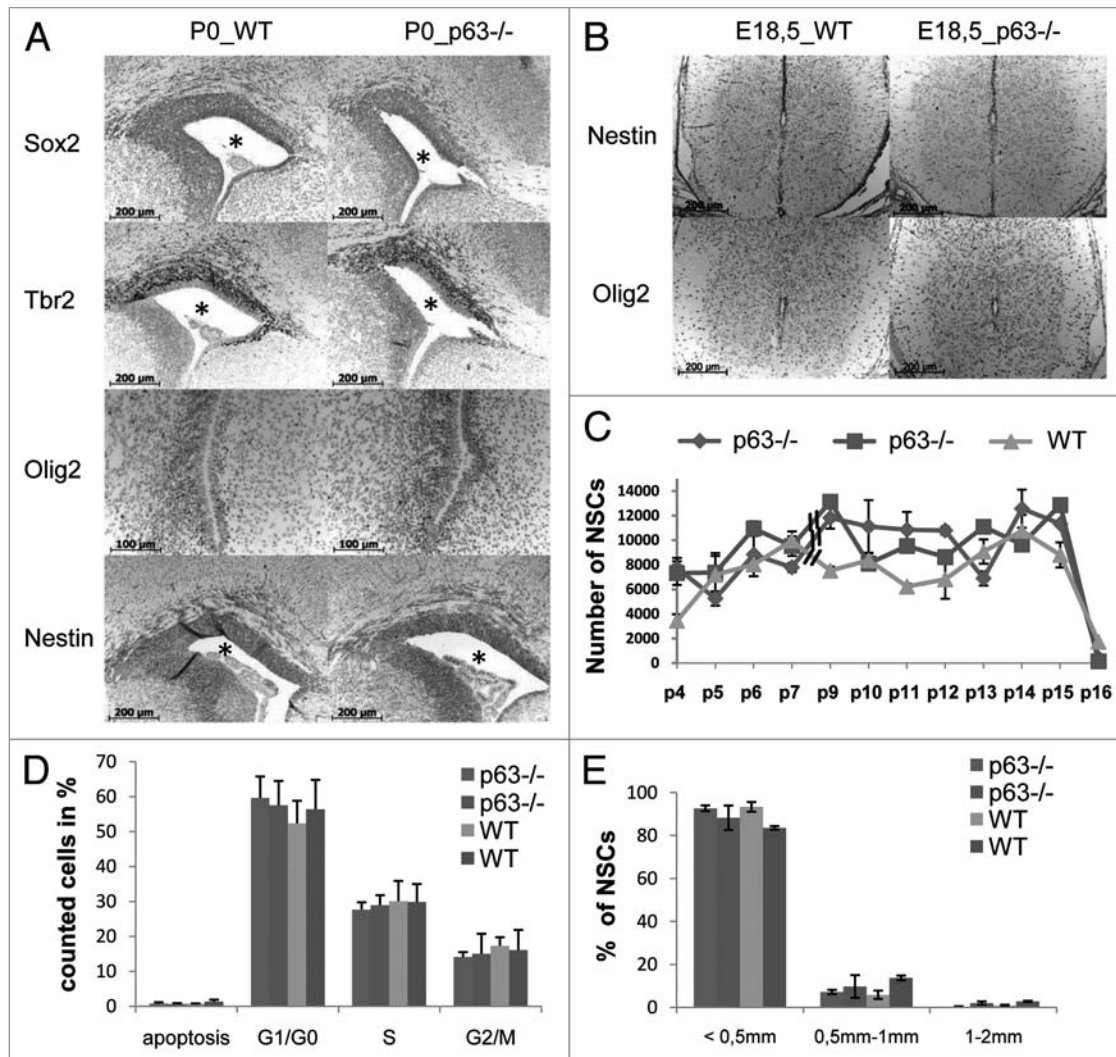 A
P0_WT P0_p63-/-
Sox2
* *
200 µm 200 µm
Tbr2
* *
200 µm 200 µm
Olig2
100 µm 100 µm
Nestin
* *
200 µm 200 µm
B
E18,5_WT E18,5_p63-/-
Nestin
200 µm 200 µm
Olig2
200 µm 200 µm
C
p63-/- p63-/- WT
Number of NSCs
14000
12000
10000
8000
6000
4000
2000
0
p4 p5 p6 p7 p9 p10 p11 p12 p13 p14 p15 p16
D
p63-/-
p63-/-
WT
WT
counted cells in %
70
60
50
40
30
20
10
0
apoptosis G1/G0 S G2/M
E
p63-/-
p63-/-
WT
WT
% of NSCs
100
80
60
40
20
0
< 0,5mm 0,5mm-1mm 1-2mm